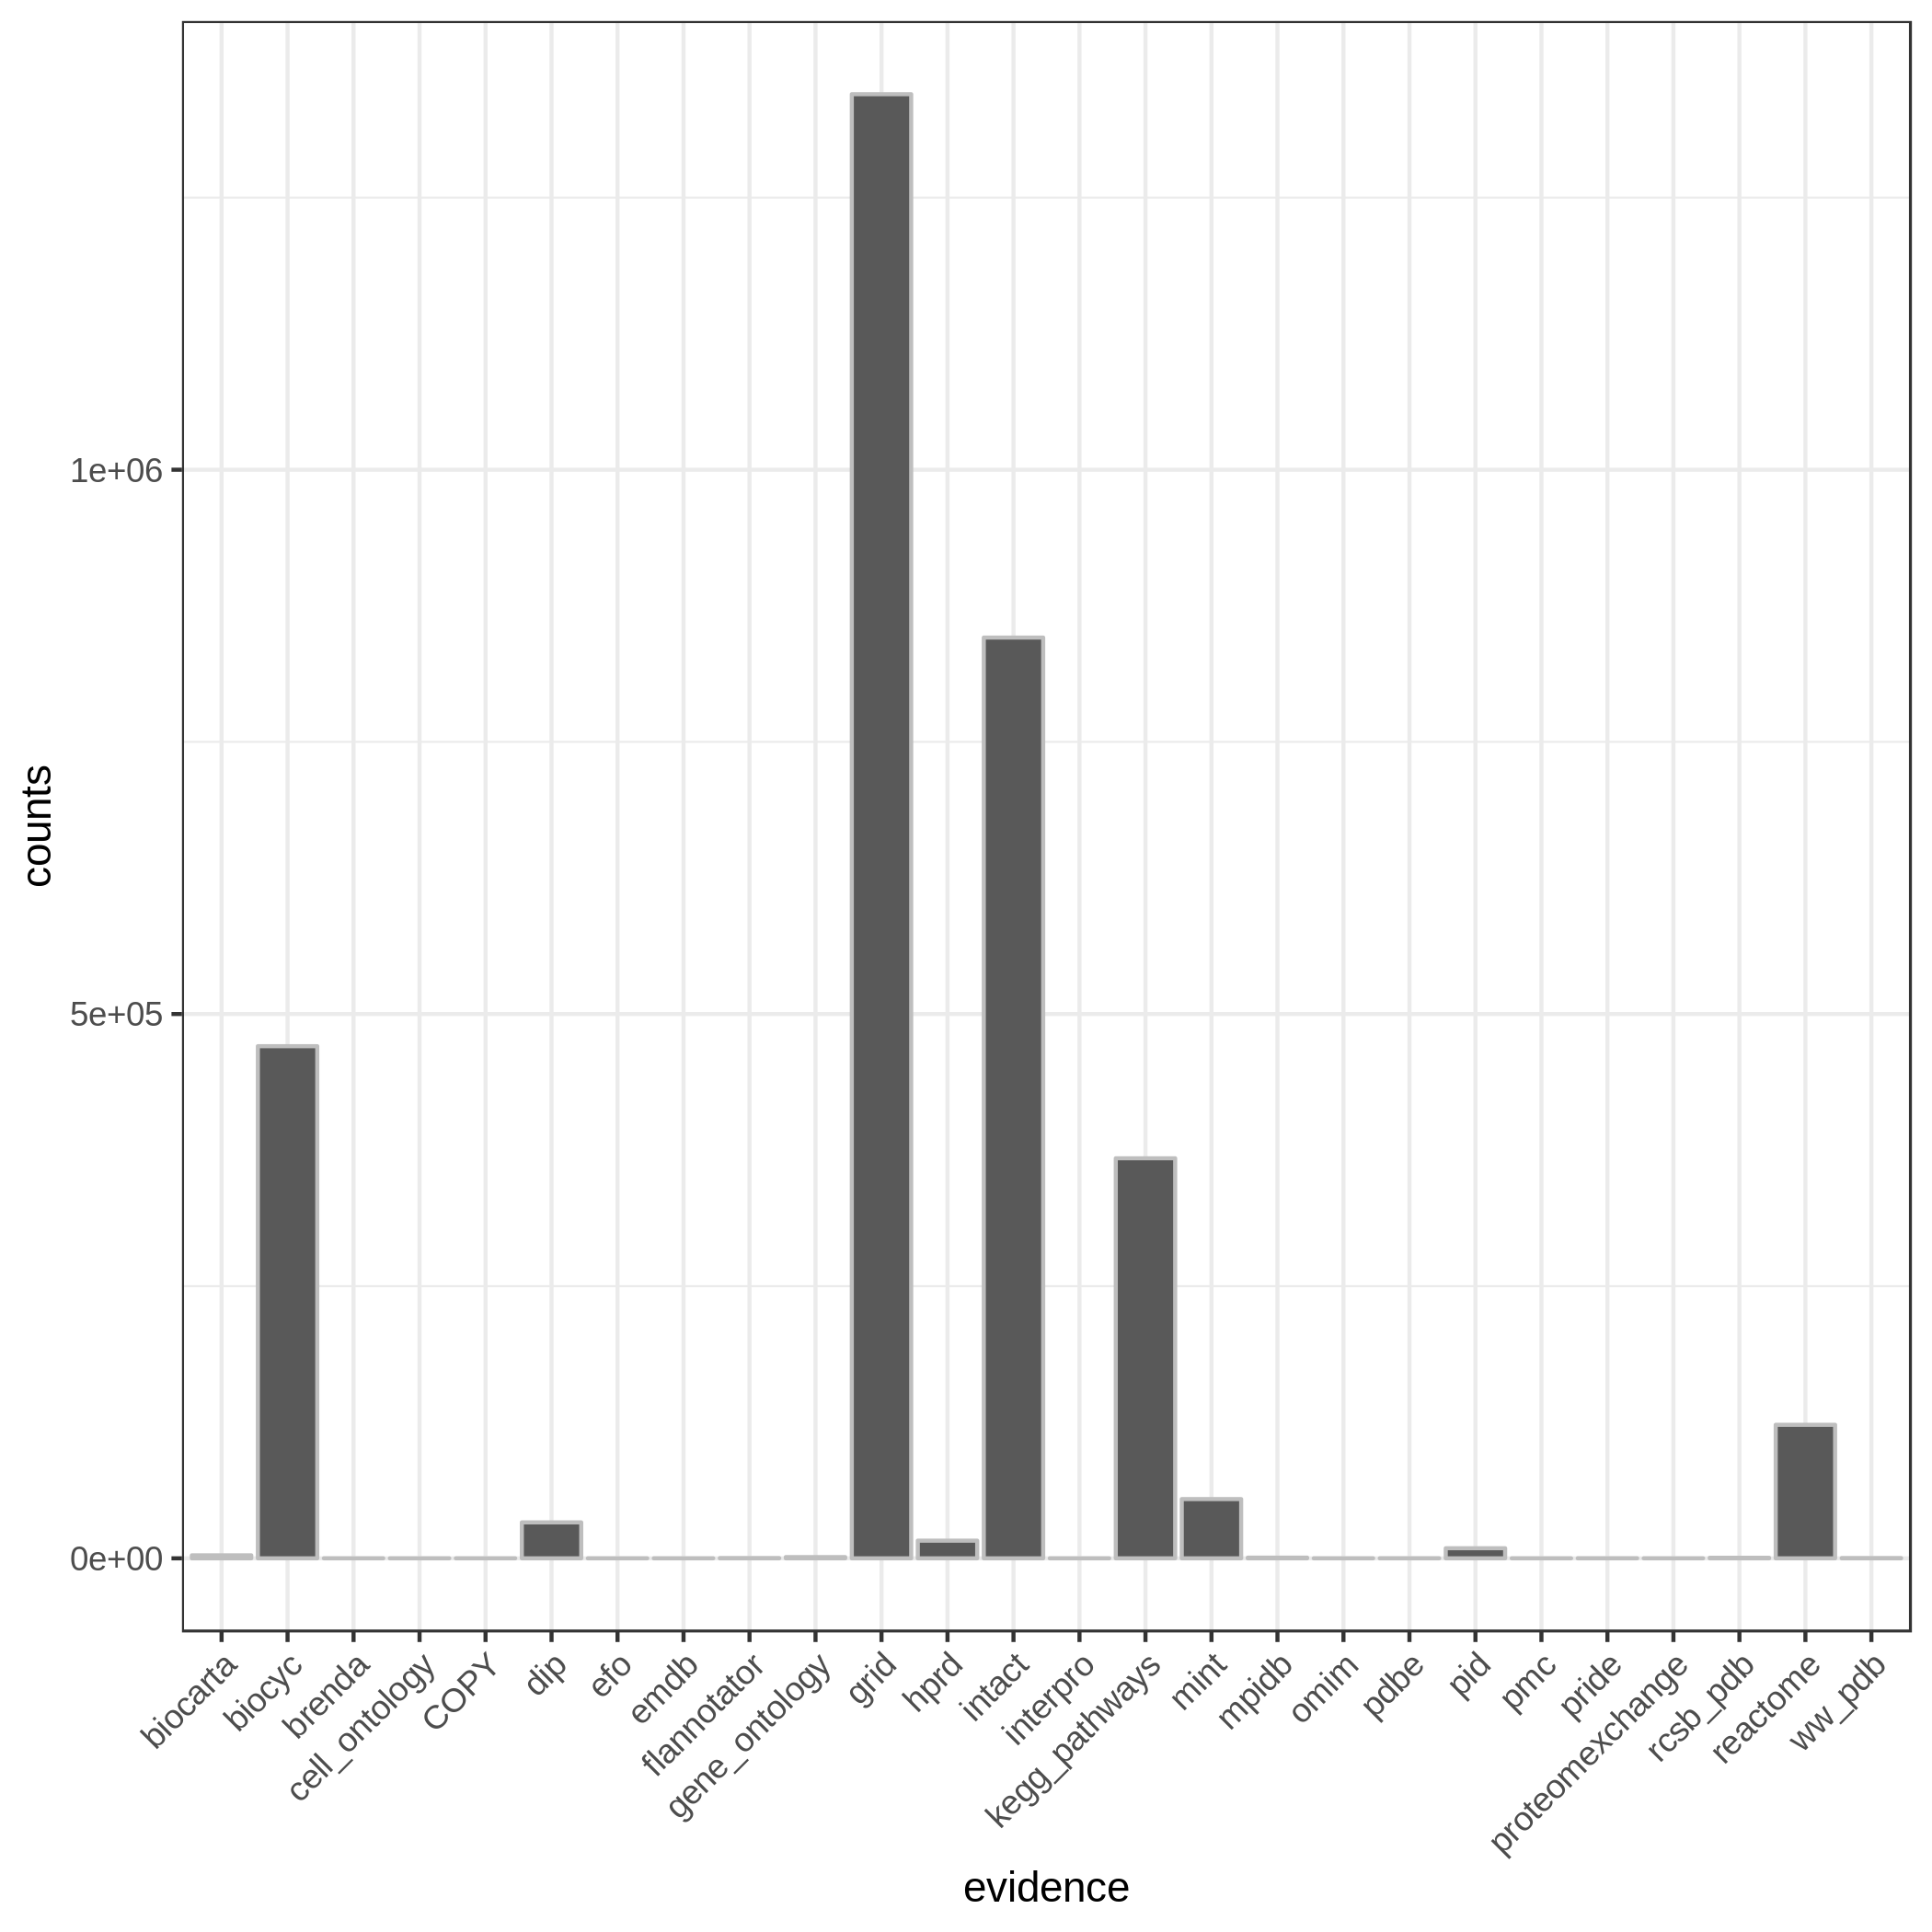 counts
1e+06
5e+05
0e+00
biocarta
biocyc
brenda
cell_ontology
COPY
dip
efo
emdb
flannotator
gene_ontology
grid
hprd
intact
interpro
kegg_pathways
mint
mpidb
omim
pdbe
pid
pmc
pride
proteomexchange
rcsb_pdb
reactome
ww_pdb
evidence